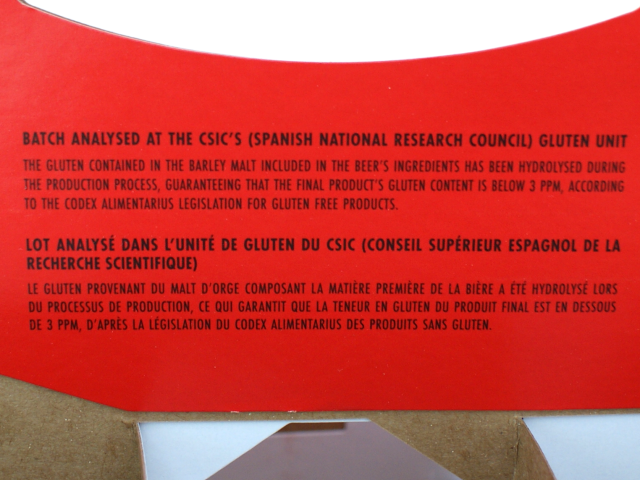 BATCH ANALYSED AT THE CSIC'S (SPANISH NATIONAL RESEARCH COUNCIL) GLUTEN UNIT
THE GLUTEN CONTAINED IN THE BARLEY MALT INCLUDED IN THE BEER'S INGREDIENTS HAS BEEN HYDROLYSED DURING
THE PRODUCTION PROCESS, GUARANTEEING THAT THE FINAL PRODUCT'S GLUTEN CONTENT IS BELOW 3 PPM, ACCORDING
TO THE CODEX ALIMENTARIUS LEGISLATION FOR GLUTEN FREE PRODUCTS.
LOT ANALYSÉ DANS L'UNITÉ DE GLUTEN DU CSIC (CONSEIL SUPÉRIEUR ESPAGNOL DE LA
RECHERCHE SCIENTIFIQUE)
LE GLUTEN PROVENANT DU MALT D'ORGE COMPOSANT LA MATIÈRE PREMIÈRE DE LA BIÈRE A ÉTÉ HYDROLYSÉ LORS
DU PROCESSUS DE PRODUCTION, CE QUI GARANTIT QUE LA TENEUR EN GLUTEN DU PRODUIT FINAL EST EN DESSOUS
DE 3 PPM, D'APRÈS LA LÉGISLATION DU CODEX ALIMENTARIUS DES PRODUITS SANS GLUTEN.